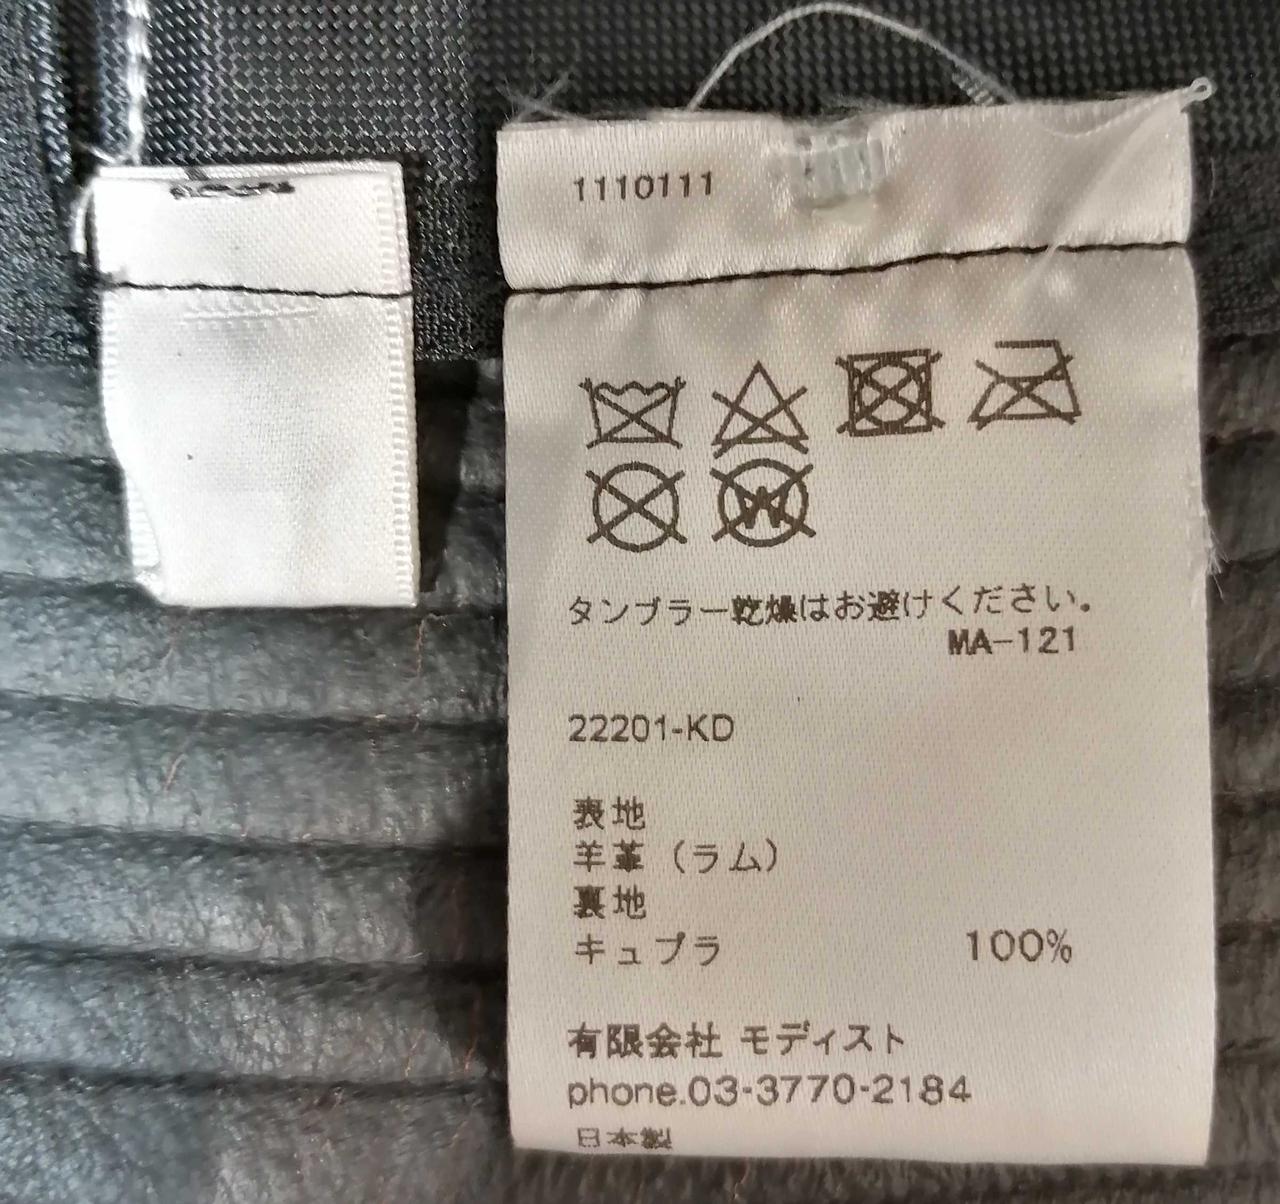 1110111
タンブラー乾燥はお避けください。
MA-121
22201-KD
表地
羊革（ラム）
裏地
キュプラ 100%
有限会社 モディスト
phone.03-3770-2184
日本製